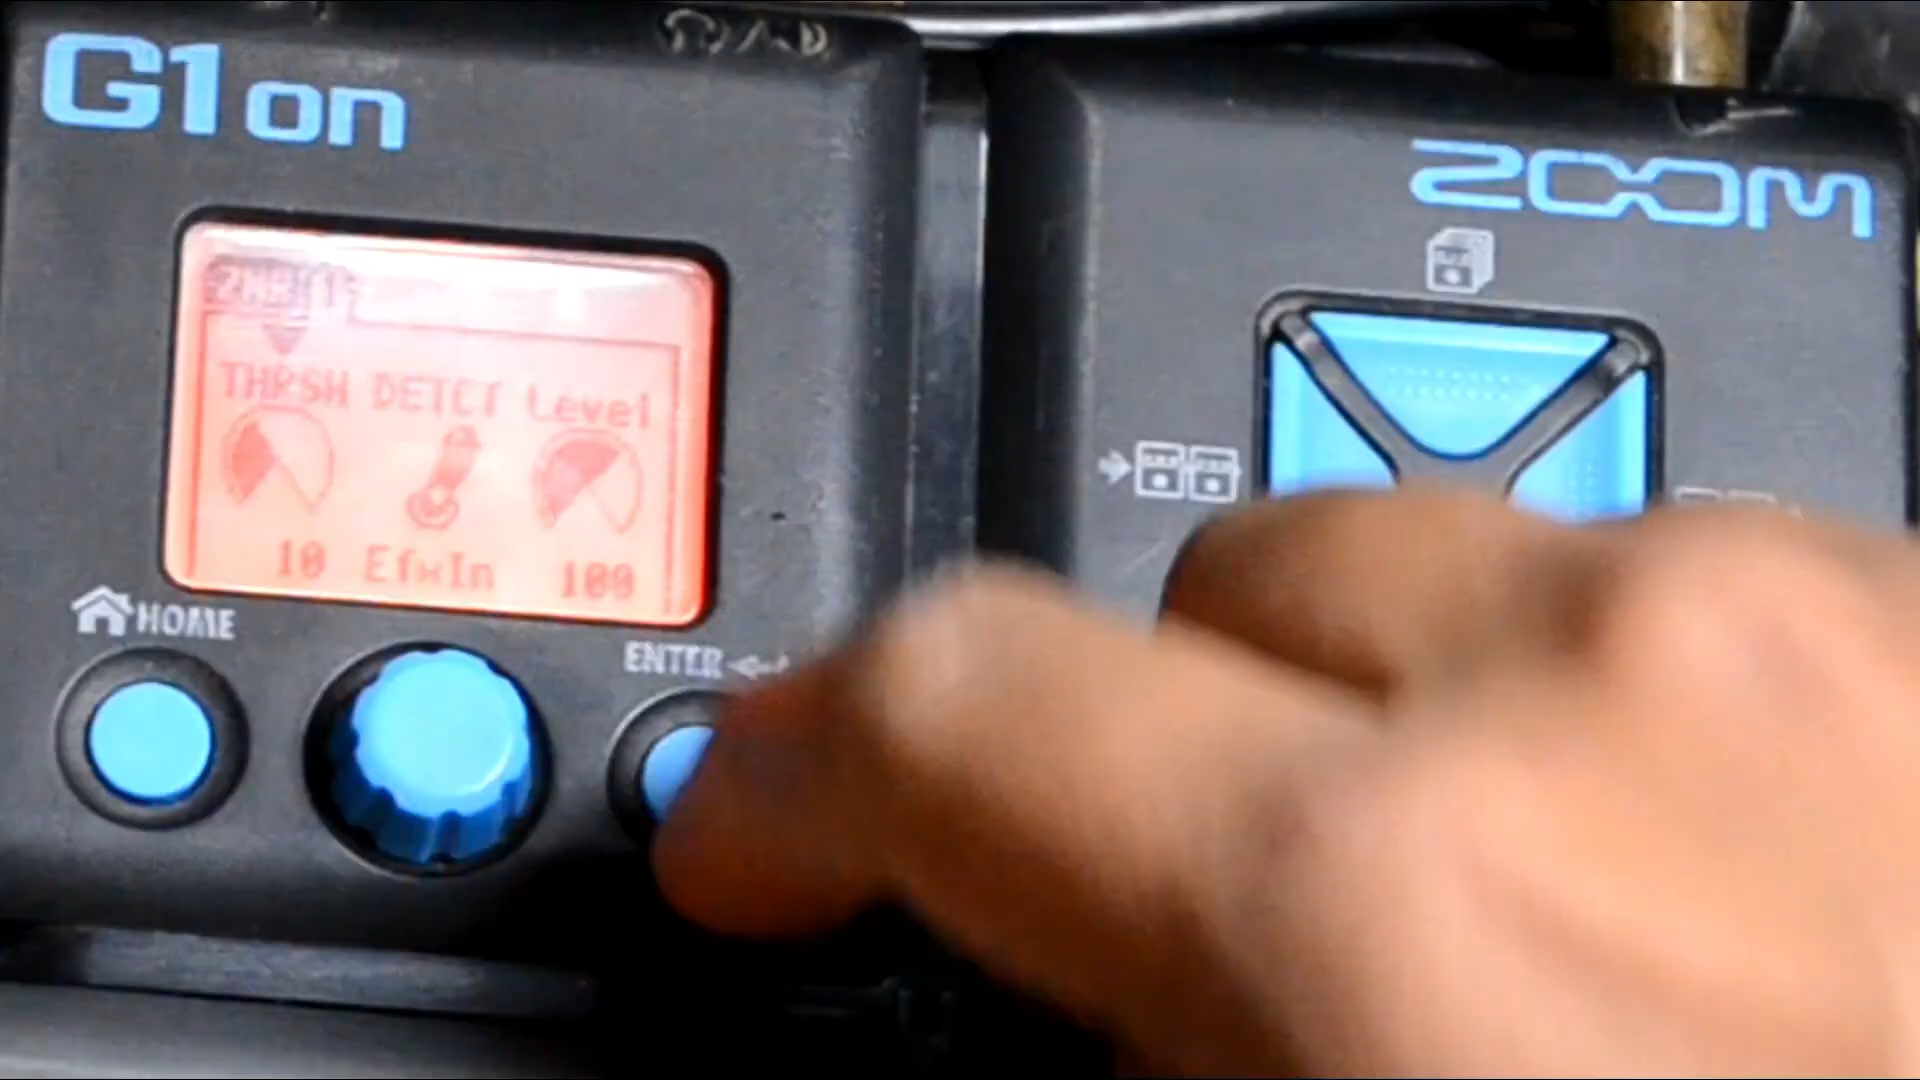 G1on
ZOOM
THRSH DETCT Level
10 EfxIn 100
HOME
ENTER